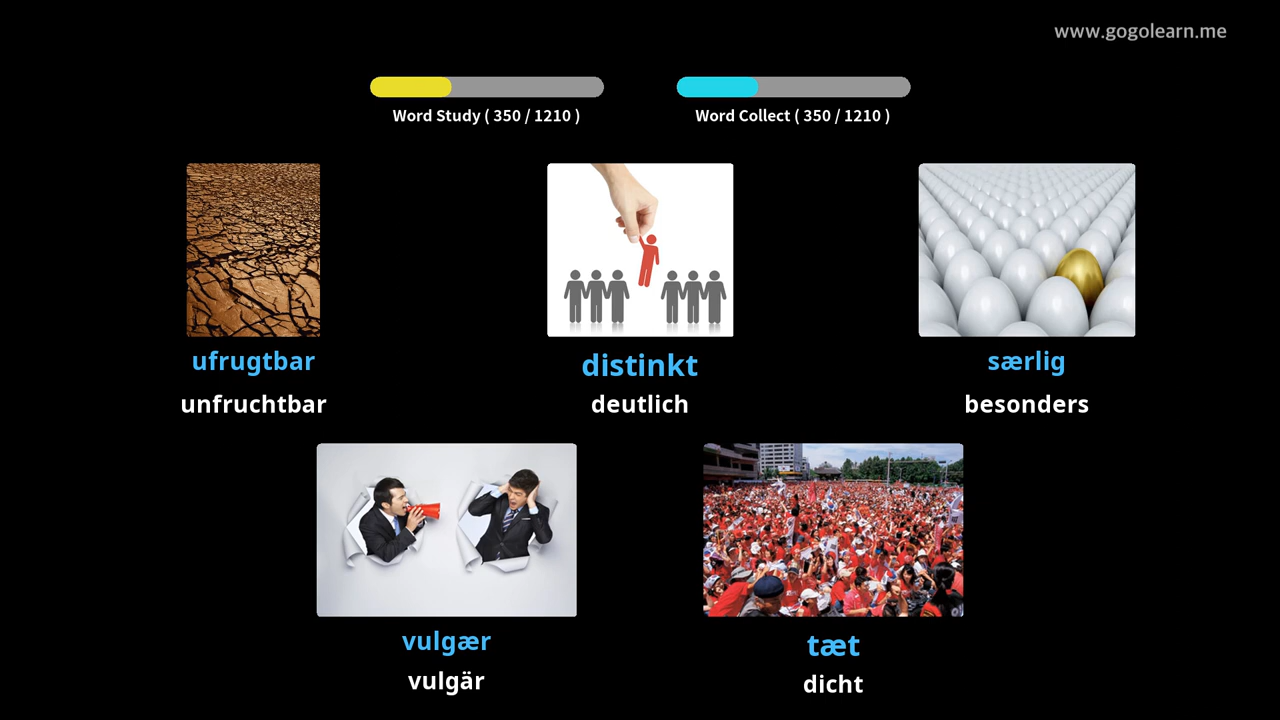 www.gogolearn.me
Word Study ( 350 / 1210 )
Word Collect ( 350 / 1210 )
ufrugtbar
unfruchtbar
distinkt
deutlich
særlig
besonders
vulgær
vulgär
tæt
dicht